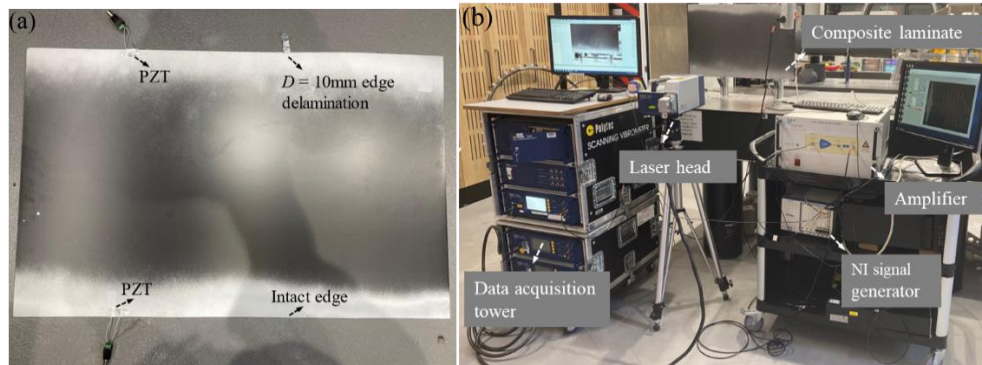 (a)
PZT
D = 10mm edge
delamination
PZT
Intact edge
(b)
Composite laminate
Polytec
SCANNING VIBROMETER
Laser head
Amplifier
NI signal
generator
Data acquisition
tower